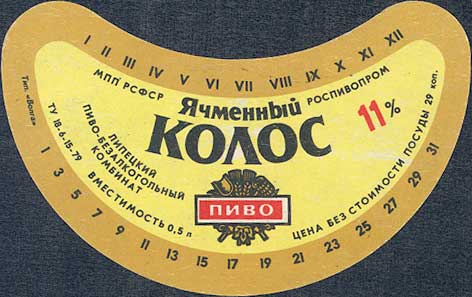 I II III IV V VI VII VIII IX X XI XII
МПП РСФСР
РОСПИВОПРОМ
Ячменный
КОЛОС
11%
Тип. «Волга»
ТУ 18-6-15-79
ЛИПЕЦКИЙ
ПИВО-БЕЗАЛКОГОЛЬНЫЙ
КОМБИНАТ
ВМЕСТИМОСТЬ 0,5 л
ПИВО
ЦЕНА БЕЗ СТОИМОСТИ ПОСУДЫ 29 коп.
1 3 5 7 9 11 13 15 17 19 21 23 25 27 29 31